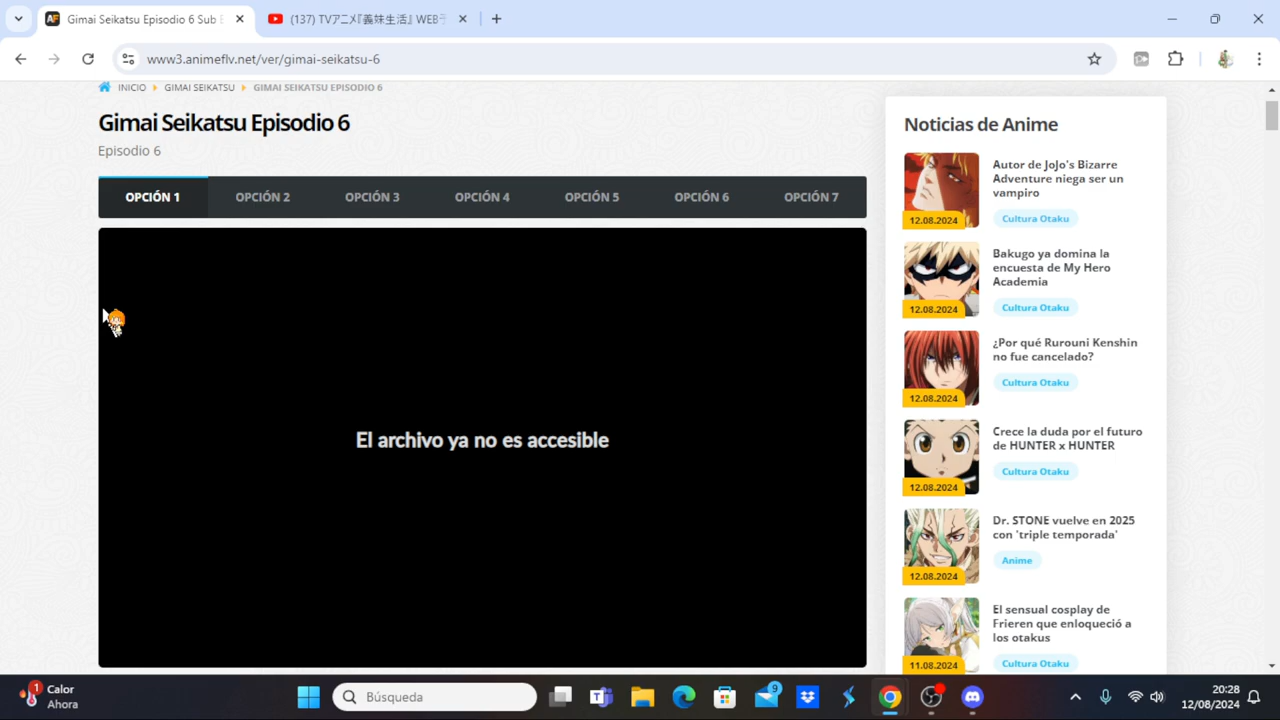 Gimai Seikatsu Episodio 6 Sub E
(137) TVアニメ『義妹生活』WEB予
www3.animeflv.net/ver/gimai-seikatsu-6
INICIO GIMAI SEIKATSU GIMAI SEIKATSU EPISODIO 6
Gimai Seikatsu Episodio 6
Episodio 6
OPCIÓN 1 OPCIÓN 2 OPCIÓN 3 OPCIÓN 4 OPCIÓN 5 OPCIÓN 6 OPCIÓN 7
El archivo ya no es accesible
Noticias de Anime
Autor de JoJo's Bizarre
Adventure niega ser un
vampiro
12.08.2024
Cultura Otaku
Bakugo ya domina la
encuesta de My Hero
Academia
12.08.2024
Cultura Otaku
¿Por qué Rurouni Kenshin
no fue cancelado?
12.08.2024
Cultura Otaku
Crece la duda por el futuro
de HUNTER x HUNTER
12.08.2024
Cultura Otaku
Dr. STONE vuelve en 2025
con 'triple temporada'
12.08.2024
Anime
El sensual cosplay de
Frieren que enloqueció a
los otakus
11.08.2024
Cultura Otaku
1
Calor
Ahora
Búsqueda
9
20:28
12/08/2024